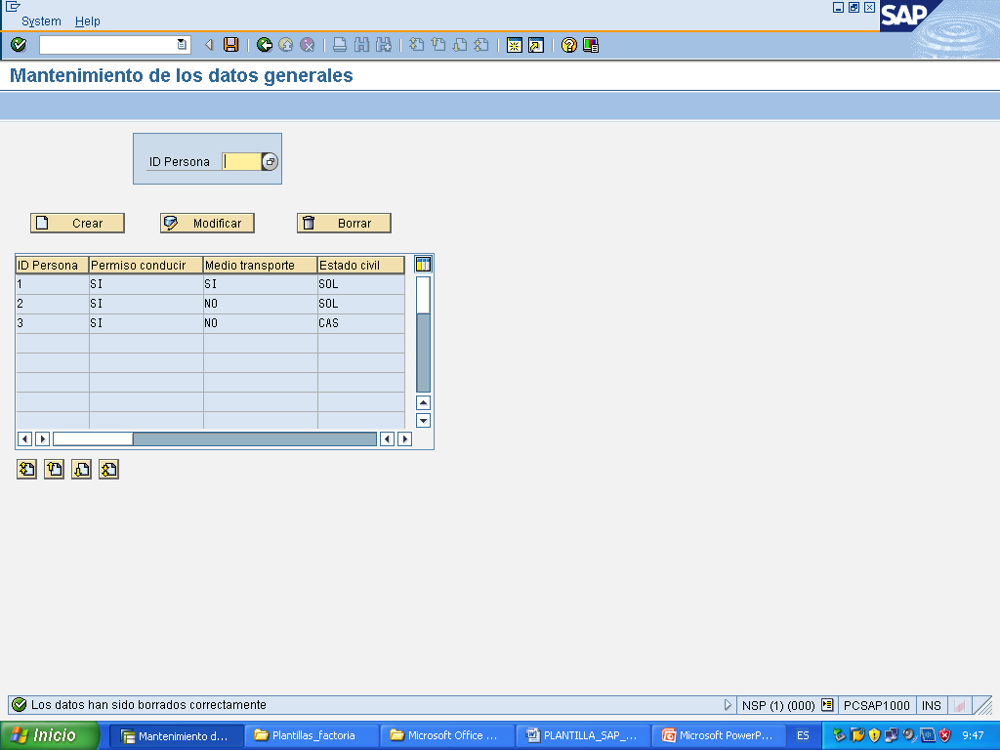 System Help
SAP
Mantenimiento de los datos generales
ID Persona
Crear Modificar Borrar
ID Persona Permiso conducir Medio transporte Estado civil
1 SI SI SOL
2 SI NO SOL
3 SI NO CAS
Los datos han sido borrados correctamente NSP (1) (000) PCSAP1000 INS
Inicio Mantenimiento d... Plantillas_factoria Microsoft Office ... PLANTILLA_SAP_... Microsoft PowerP... ES 9:47